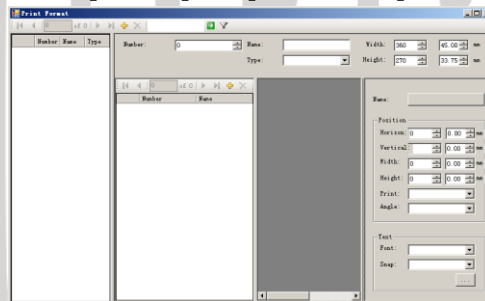 Print Format
0 of 0
Number Name Type
Number: 0 Name: Width: 360 45.00 mm
Type: Height: 270 33.75 mm
0 of 0
Number Name
Name:
Position
Horizon: 0 0.00 mm
Vertical: 0 0.00 mm
Width: 0 0.00 mm
Height: 0 0.00 mm
Print:
Angle:
Text
Font:
Snap:
...